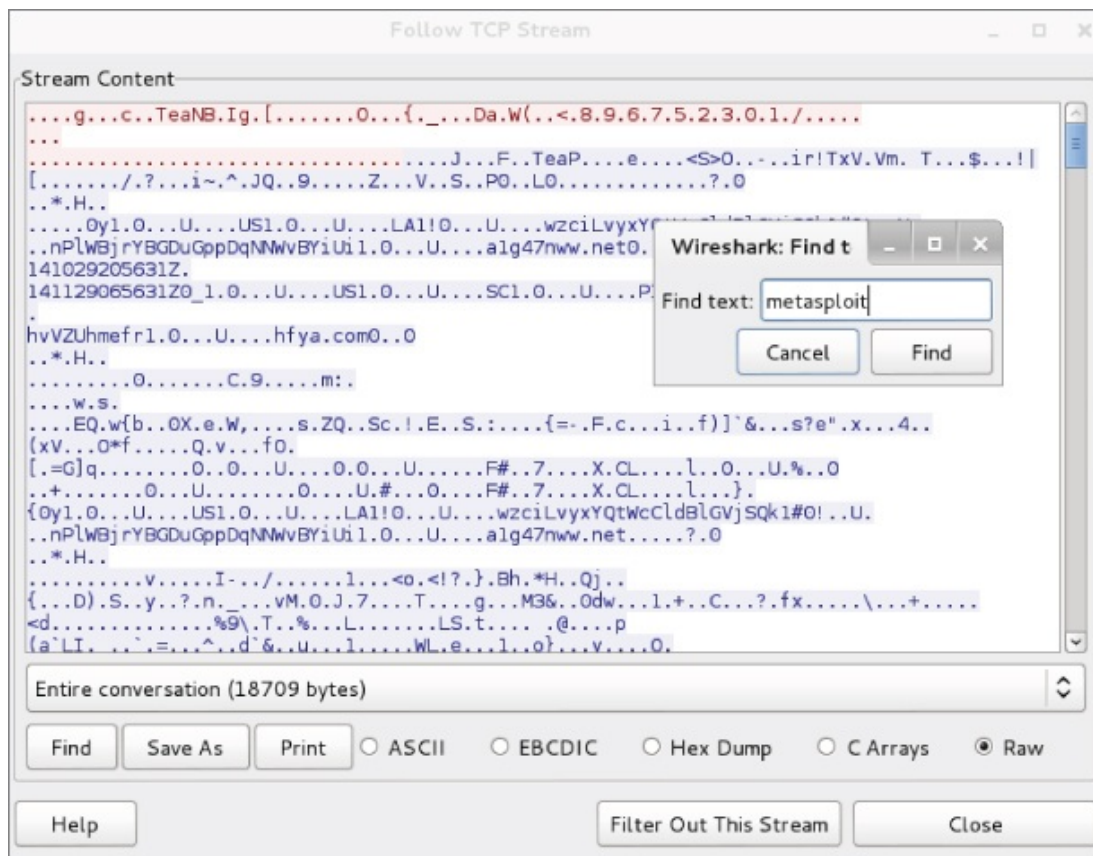 Follow TCP Stream
Stream Content
....g...c..TeaNB.Ig.[.......O...{._...Da.W(..<.8.9.6.7.5.2.3.0.1./.....
...
.....................................J...F..TeaP....e....<S>O..-..ir!TxV.Vm. T...$...!|
[......./.?...i~.^.JQ..9.....Z...V..S..P0..L0.............?.0
..*.H..
.....0y1.0...U....US1.0...U....LA1!0...U....wzciLvyxY
..nPlWBjrYBGDuGppDqNNWvBYiUi1.0...U....a1g47nww.net0.
141029205631Z.
141129065631Z0_1.0...U....US1.0...U....SC1.0...U....P
.
hvVZUhmefr1.0...U....hfya.com0..0
..*.H..
.........0.......C.9.....m:.
....w.s.
....EQ.w{b..0X.e.W,....s.ZQ..Sc.!.E..S.:....{=-.F.c...i..f)]`&...s?e".x...4..
(xV...O*f.....Q.v...f0.
[.=G]q........0..0...U....0.0...U......F#..7....X.CL....l..0...U.%..0
..+.......0...U........0....U.#...0....F#..7....X.CL....l...}.
{0y1.0...U....US1.0...U....LA1!0...U....wzciLvyxYQtWcCldBlGVjSQk1#0!..U.
..nPlWBjrYBGDuGppDqNNWvBYiUi1.0...U....a1g47nww.net.....?.0
..*.H..
..........v.....I-../......1...<o.<!?.}.Bh.*H..Qj..
{...D).S..y..?.n._...vM.O.J.7....T....g...M3&..Odw...1.+..C...?.fx.....\...+.....
<d..............%9\.T..%...L.......LS.t.... .@....p
(a`LI. ..`.=...^..d`&..u...1.....WL.e...1..o}...v....O.
Wireshark: Find t
Find text: metasploit
Cancel Find
Entire conversation (18709 bytes)
Find Save As Print ASCII EBCDIC Hex Dump C Arrays Raw
Help Filter Out This Stream Close